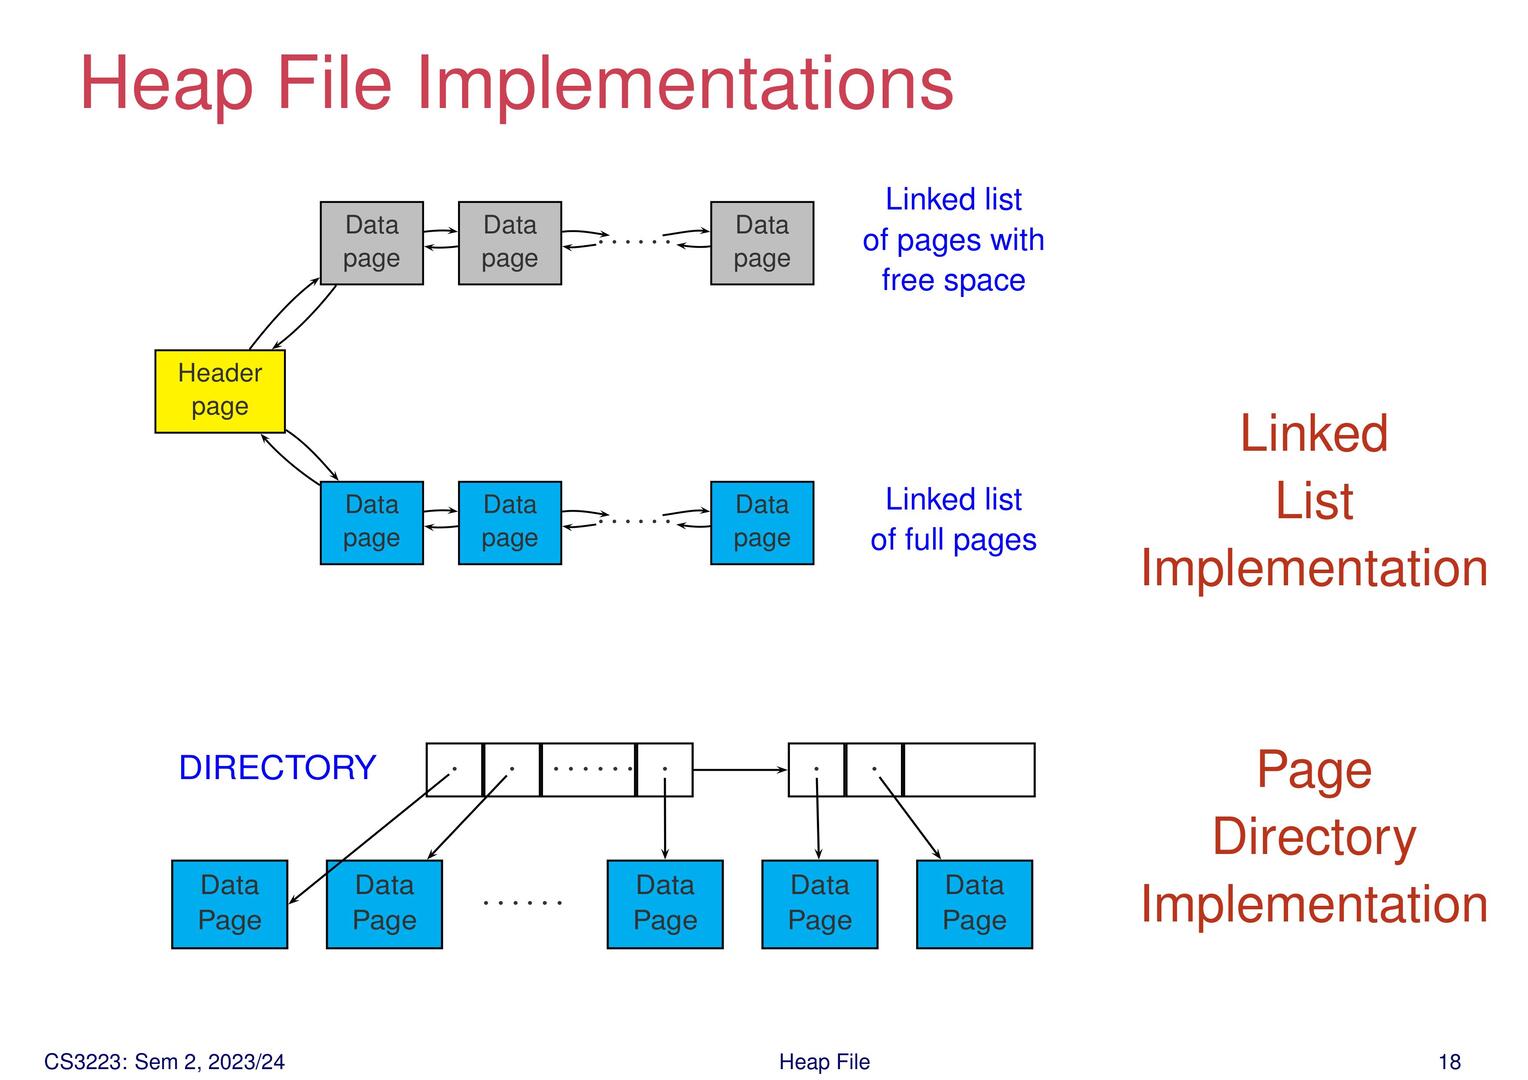 Heap File Implementations
Data page
Data page
. . . . . .
Data page
Linked list
of pages with
free space
Header page
Data page
Data page
. . . . . .
Data page
Linked list
of full pages
Linked
List
Implementation
DIRECTORY
. . . . . .
Data Page
Data Page
. . . . . .
Data Page
Data Page
Data Page
Page
Directory
Implementation
CS3223: Sem 2, 2023/24
Heap File
18